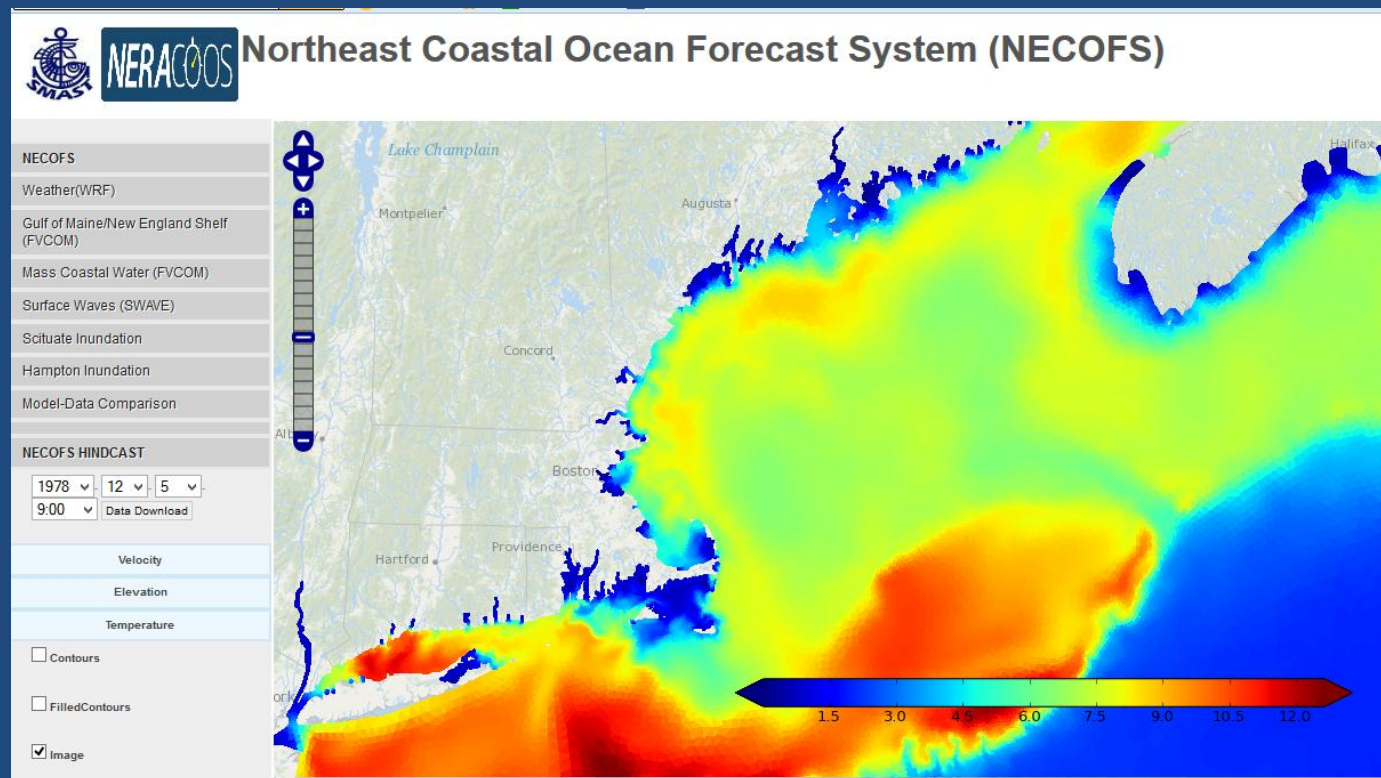 SMAST
NERACOOS
Northeast Coastal Ocean Forecast System (NECOFS)
NECOFS
Weather(WRF)
Gulf of Maine/New England Shelf
(FVCOM)
Mass Coastal Water (FVCOM)
Surface Waves (SWAVE)
Scituate Inundation
Hampton Inundation
Model-Data Comparison
NECOFS HINDCAST
1978 - 12 - 5 -
9:00 Data Download
Velocity
Elevation
Temperature
Contours
FilledContours
Image
Lake Champlain
Halifax
Montpelier
Augusta
Concord
Boston
Providence
Hartford
1.5 3.0 4.5 6.0 7.5 9.0 10.5 12.0